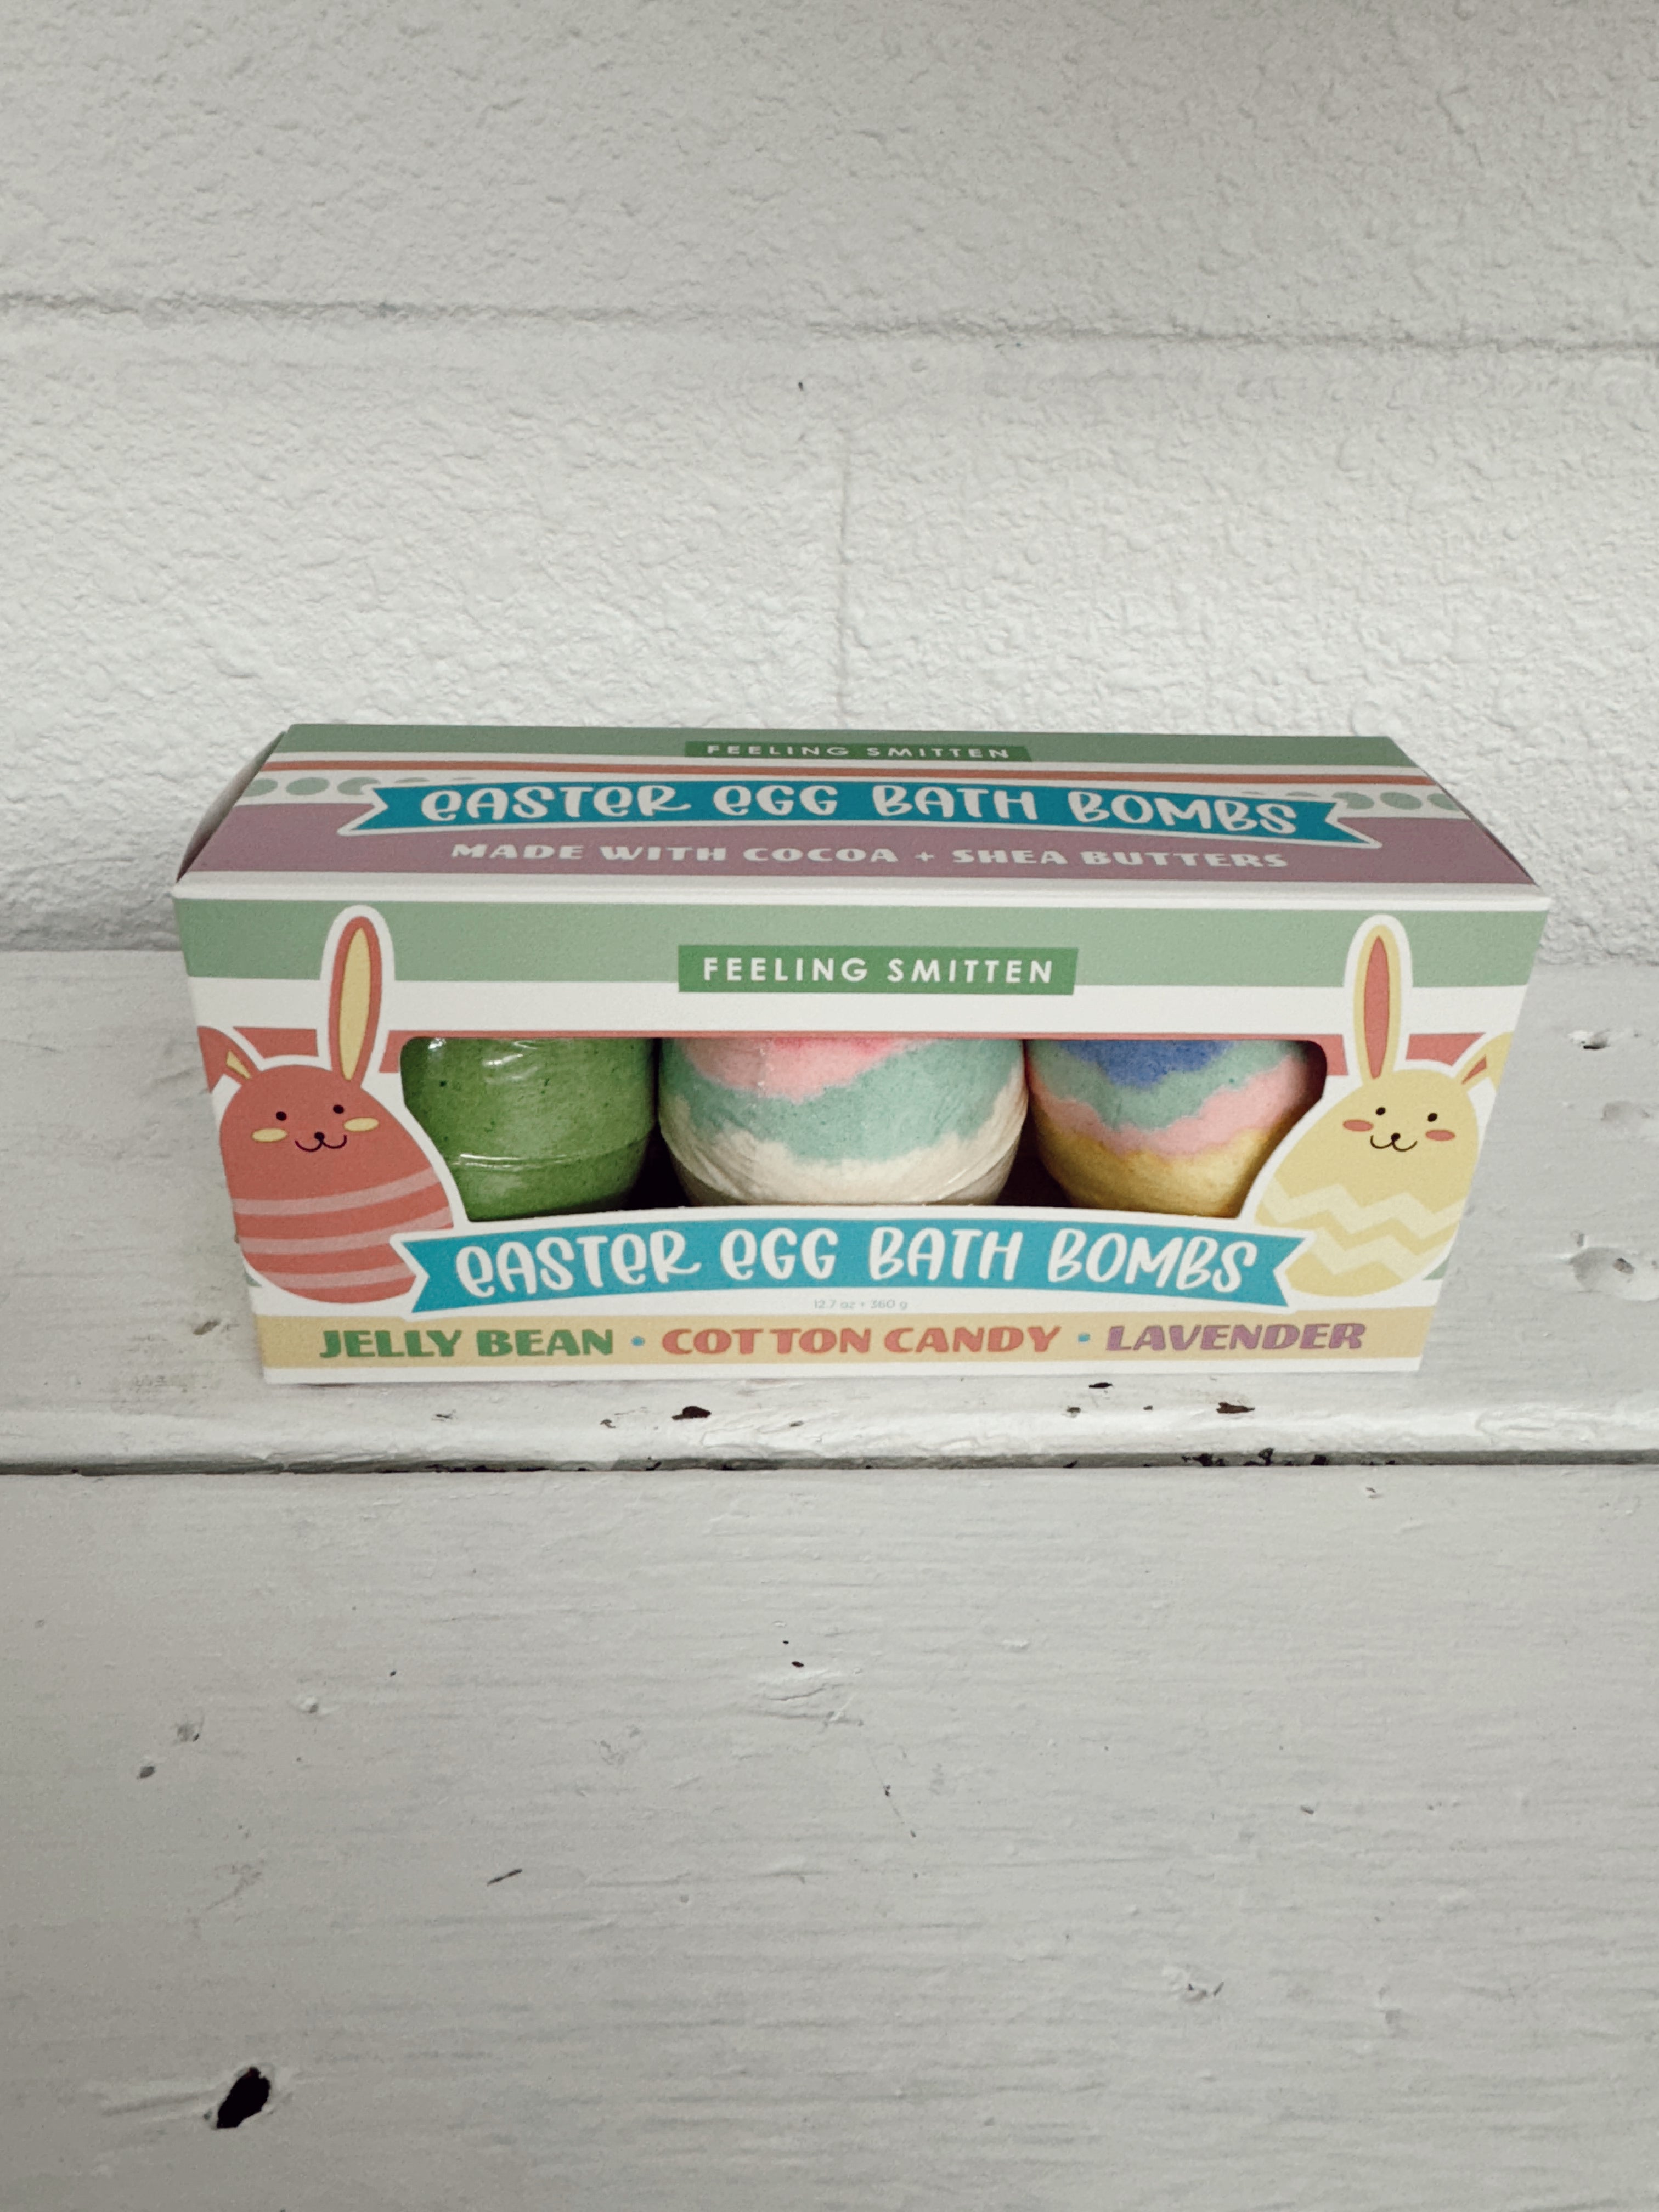 FEELING SMITTEN
EASTER EGG BATH BOMBS
MADE WITH COCOA + SHEA BUTTERS
FEELING SMITTEN
EASTER EGG BATH BOMBS
12.7 oz • 360 g
JELLY BEAN • COTTON CANDY • LAVENDER